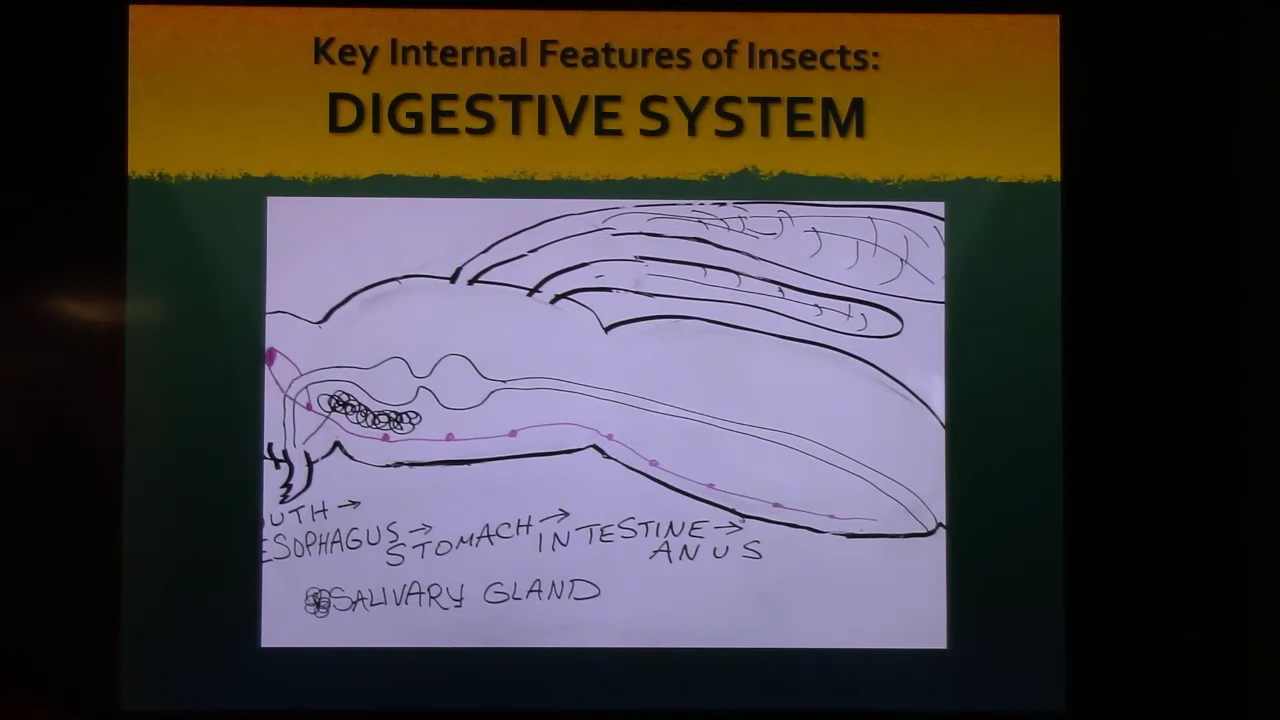 Key Internal Features of Insects:
DIGESTIVE SYSTEM
UTH →
ESOPHAGUS → STOMACH → INTESTINE →
ANUS
SALIVARY GLAND